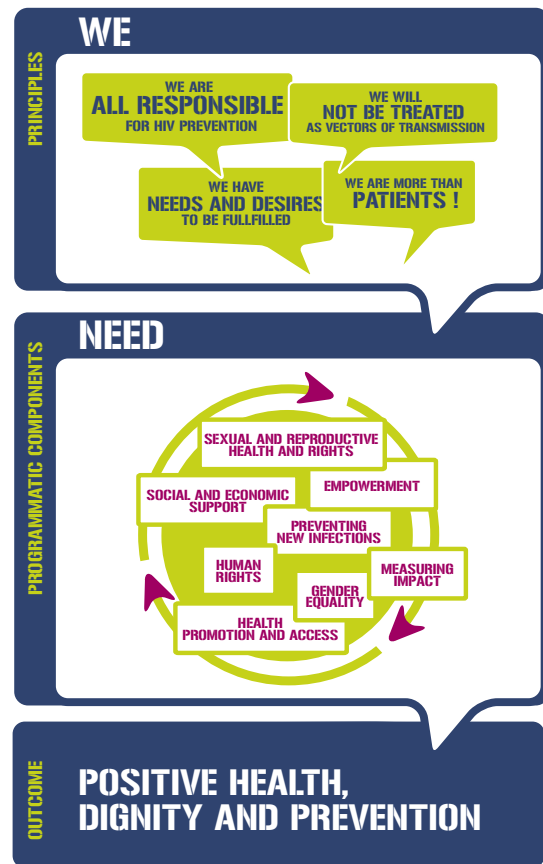 PRINCIPLES
WE
WE ARE
ALL RESPONSIBLE
FOR HIV PREVENTION
WE WILL
NOT BE TREATED
AS VECTORS OF TRANSMISSION
WE HAVE
NEEDS AND DESIRES
TO BE FULLFILLED
WE ARE MORE THAN
PATIENTS !
PROGRAMMATIC COMPONENTS
NEED
SEXUAL AND REPRODUCTIVE
HEALTH AND RIGHTS
EMPOWERMENT
SOCIAL AND ECONOMIC
SUPPORT
PREVENTING
NEW INFECTIONS
HUMAN
RIGHTS
MEASURING
IMPACT
GENDER
EQUALITY
HEALTH
PROMOTION AND ACCESS
OUTCOME
POSITIVE HEALTH,
DIGNITY AND PREVENTION